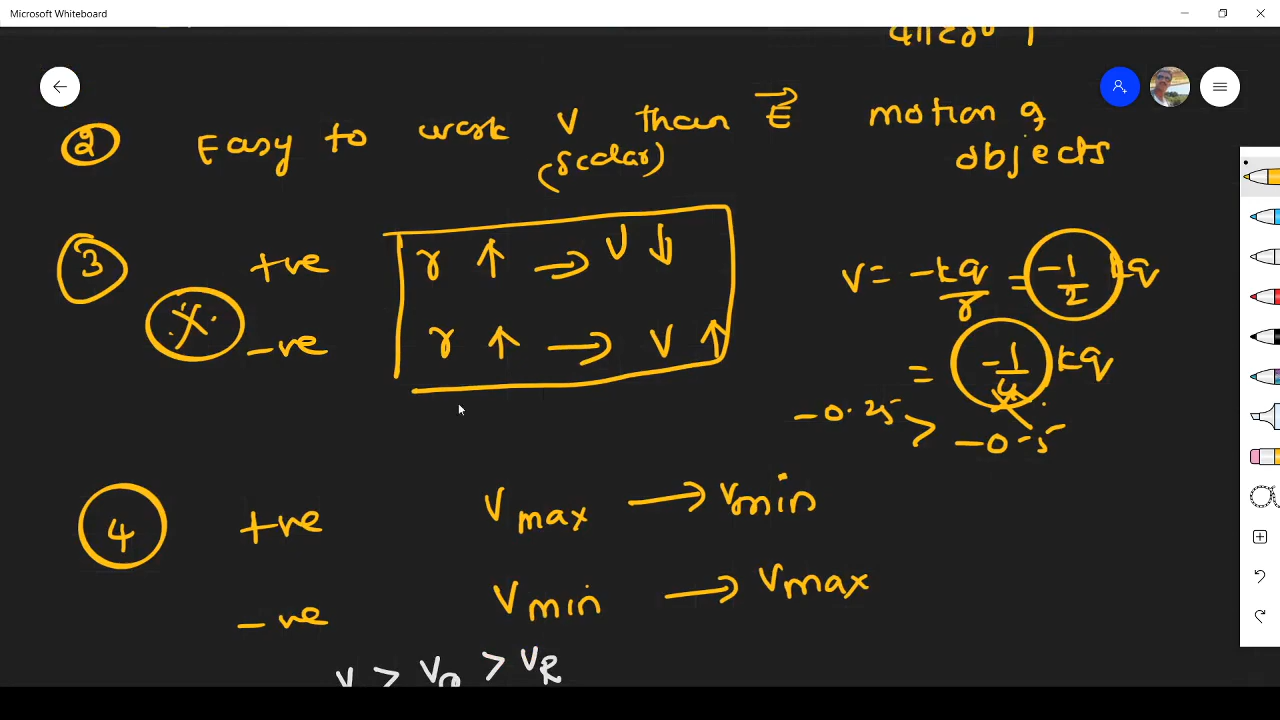 Microsoft Whiteboard
② Easy to work V than E⃗ motion of
(scalar) objects
③ +ve r ↑ ⇒ V ↓
-ve r ↑ → V ↑
V = -kq/r = -1/2 kq
= -1/4 kq
-0.25 > -0.5
④ +ve Vmax → Vmin
-ve Vmin → Vmax
> > VR